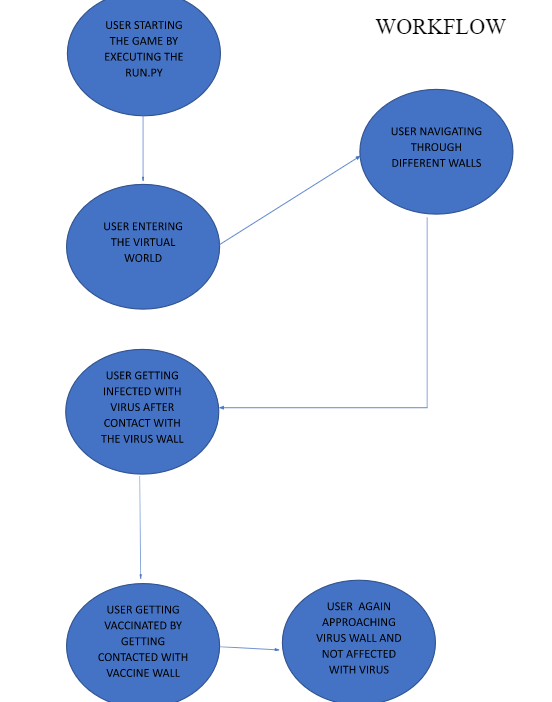 WORKFLOW
USER STARTING
THE GAME BY
EXECUTING THE
RUN.PY
USER ENTERING
THE VIRTUAL
WORLD
USER NAVIGATING
THROUGH
DIFFERENT WALLS
USER GETTING
INFECTED WITH
VIRUS AFTER
CONTACT WITH
THE VIRUS WALL
USER GETTING
VACCINATED BY
GETTING
CONTACTED WITH
VACCINE WALL
USER  AGAIN
APPROACHING
VIRUS WALL AND
NOT AFFECTED
WITH VIRUS